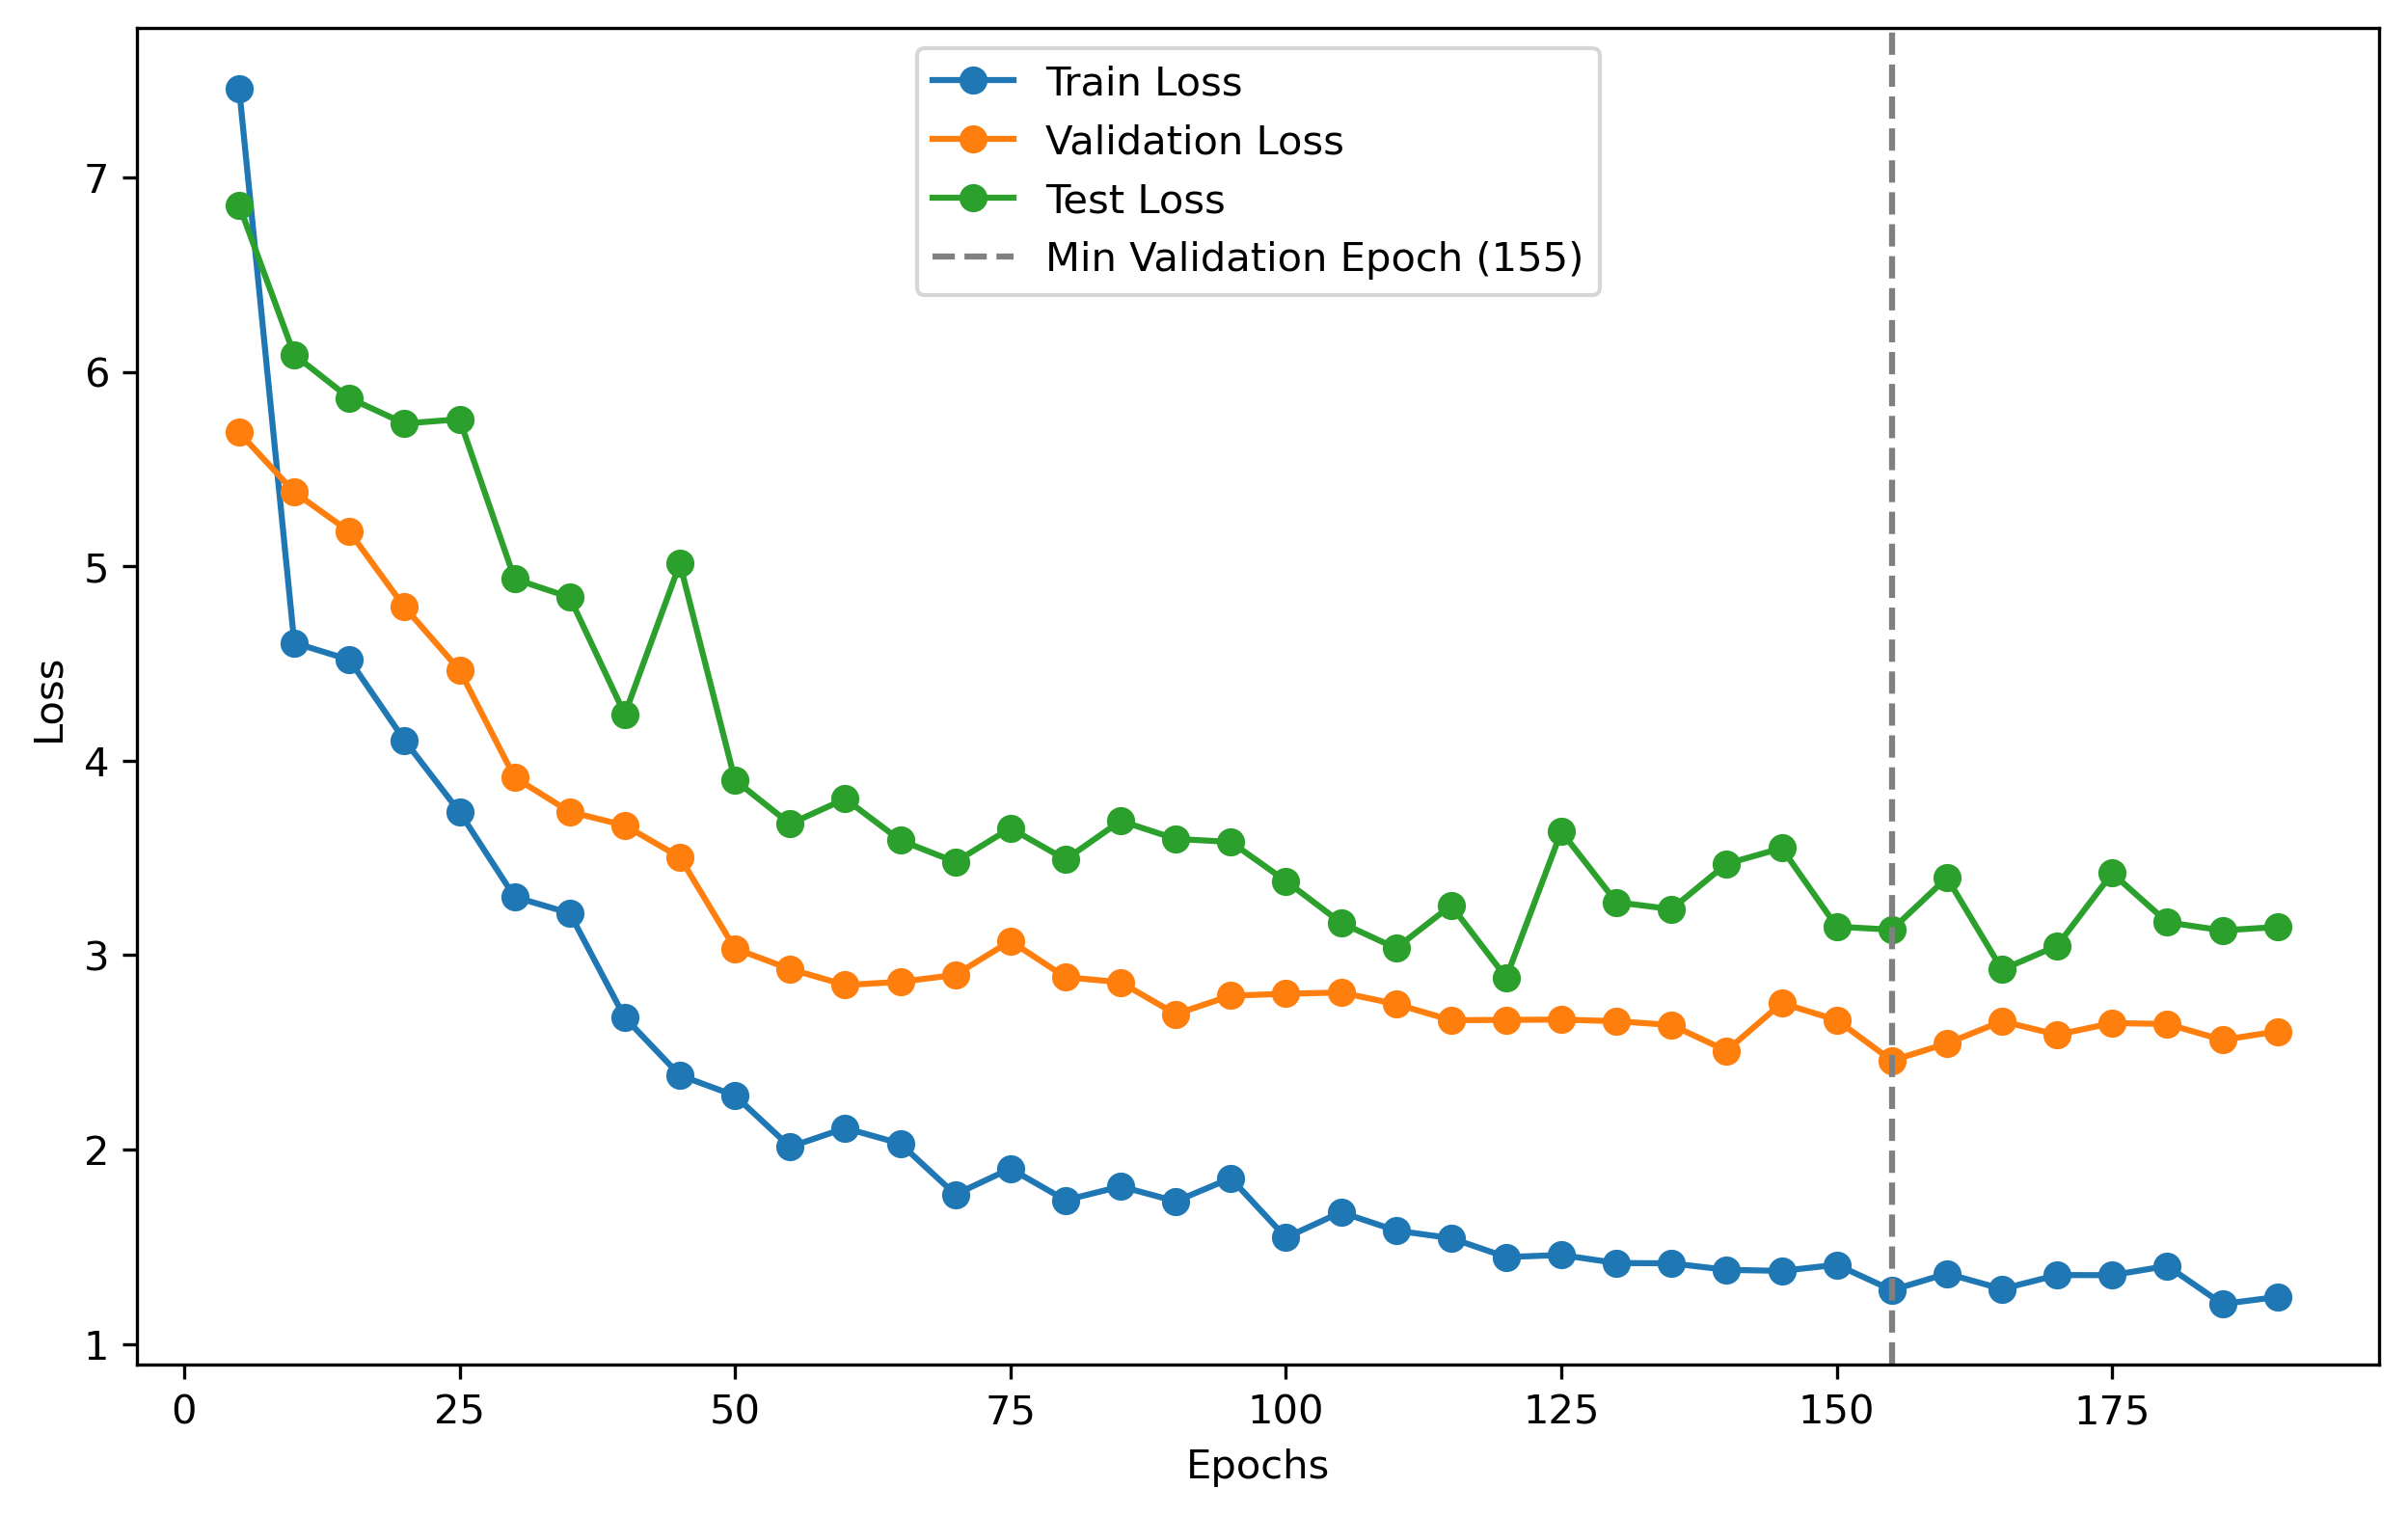 Train Loss
Validation Loss
Test Loss
Min Validation Epoch (155)
7
6
5
4
3
2
1
Loss
0 25 50 75 100 125 150 175
Epochs